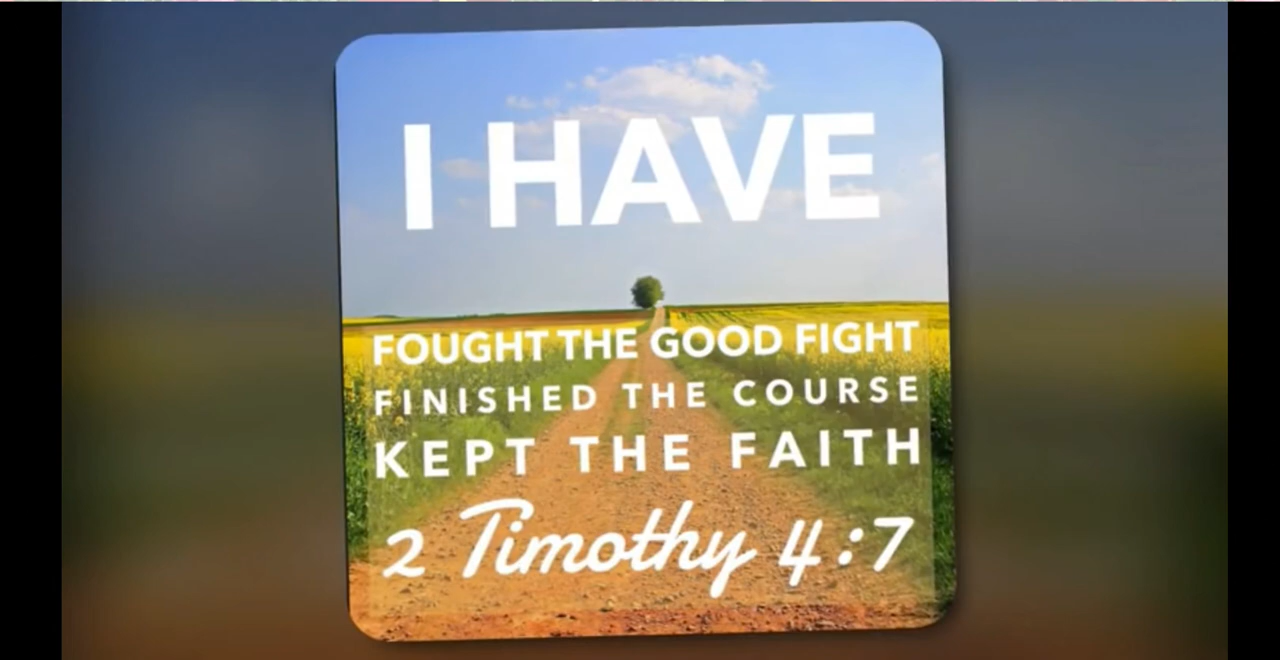 I HAVE
FOUGHT THE GOOD FIGHT
FINISHED THE COURSE
KEPT THE FAITH
2 Timothy 4:7